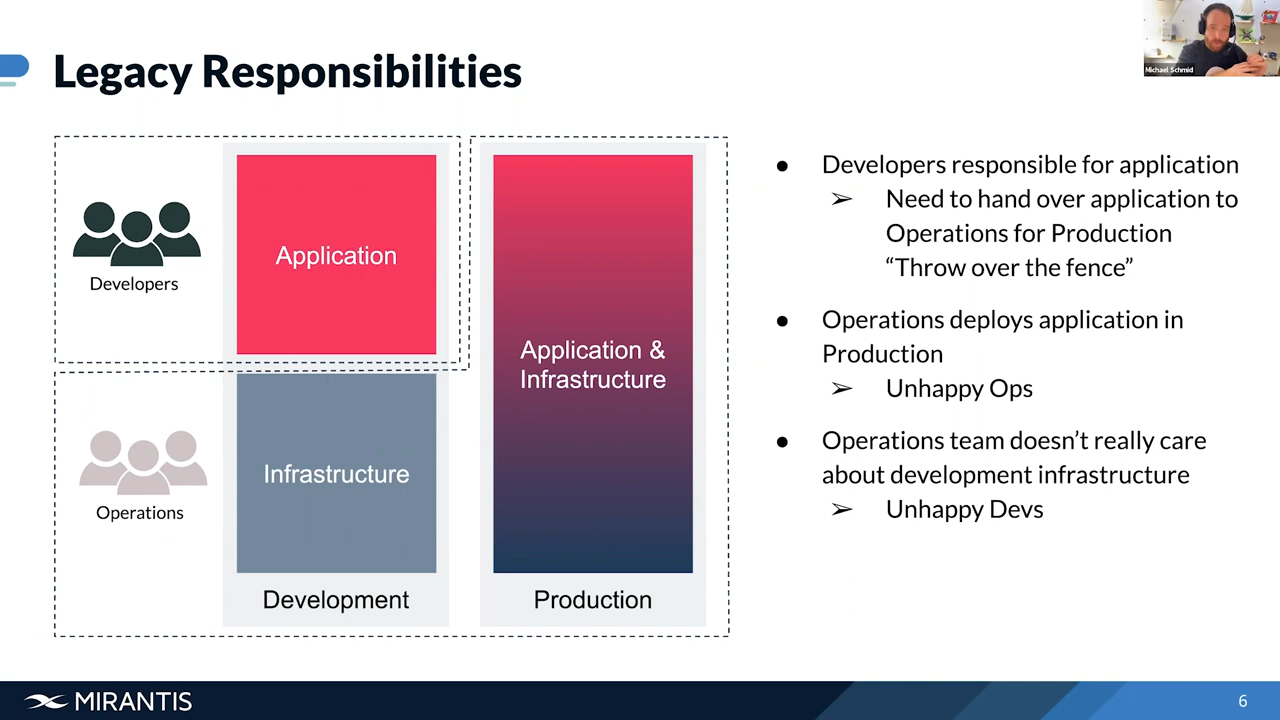 Legacy Responsibilities
Michael Schmid
Developers
Application
Operations
Infrastructure
Development
Application &
Infrastructure
Production
● Developers responsible for application
➢ Need to hand over application to
Operations for Production
“Throw over the fence”
● Operations deploys application in
Production
➢ Unhappy Ops
● Operations team doesn’t really care
about development infrastructure
➢ Unhappy Devs
MIRANTIS
6